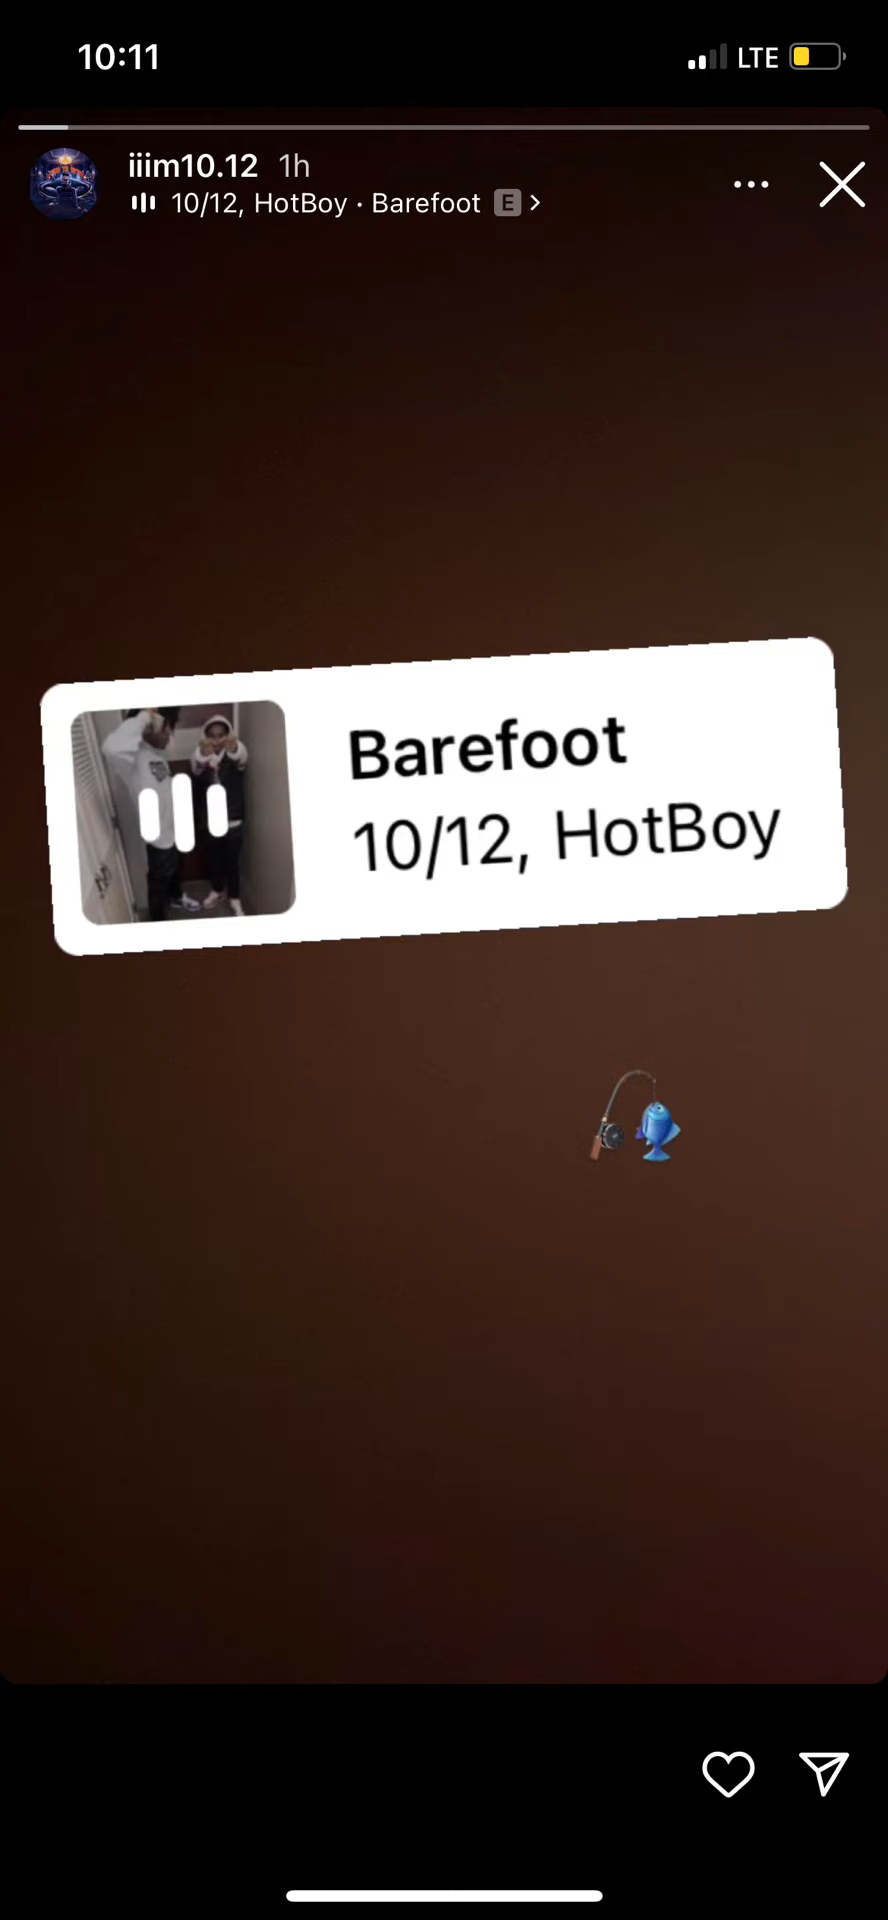 10:11 LTE
iiim10.12 1h
10/12, HotBoy · Barefoot E
Barefoot
10/12, HotBoy